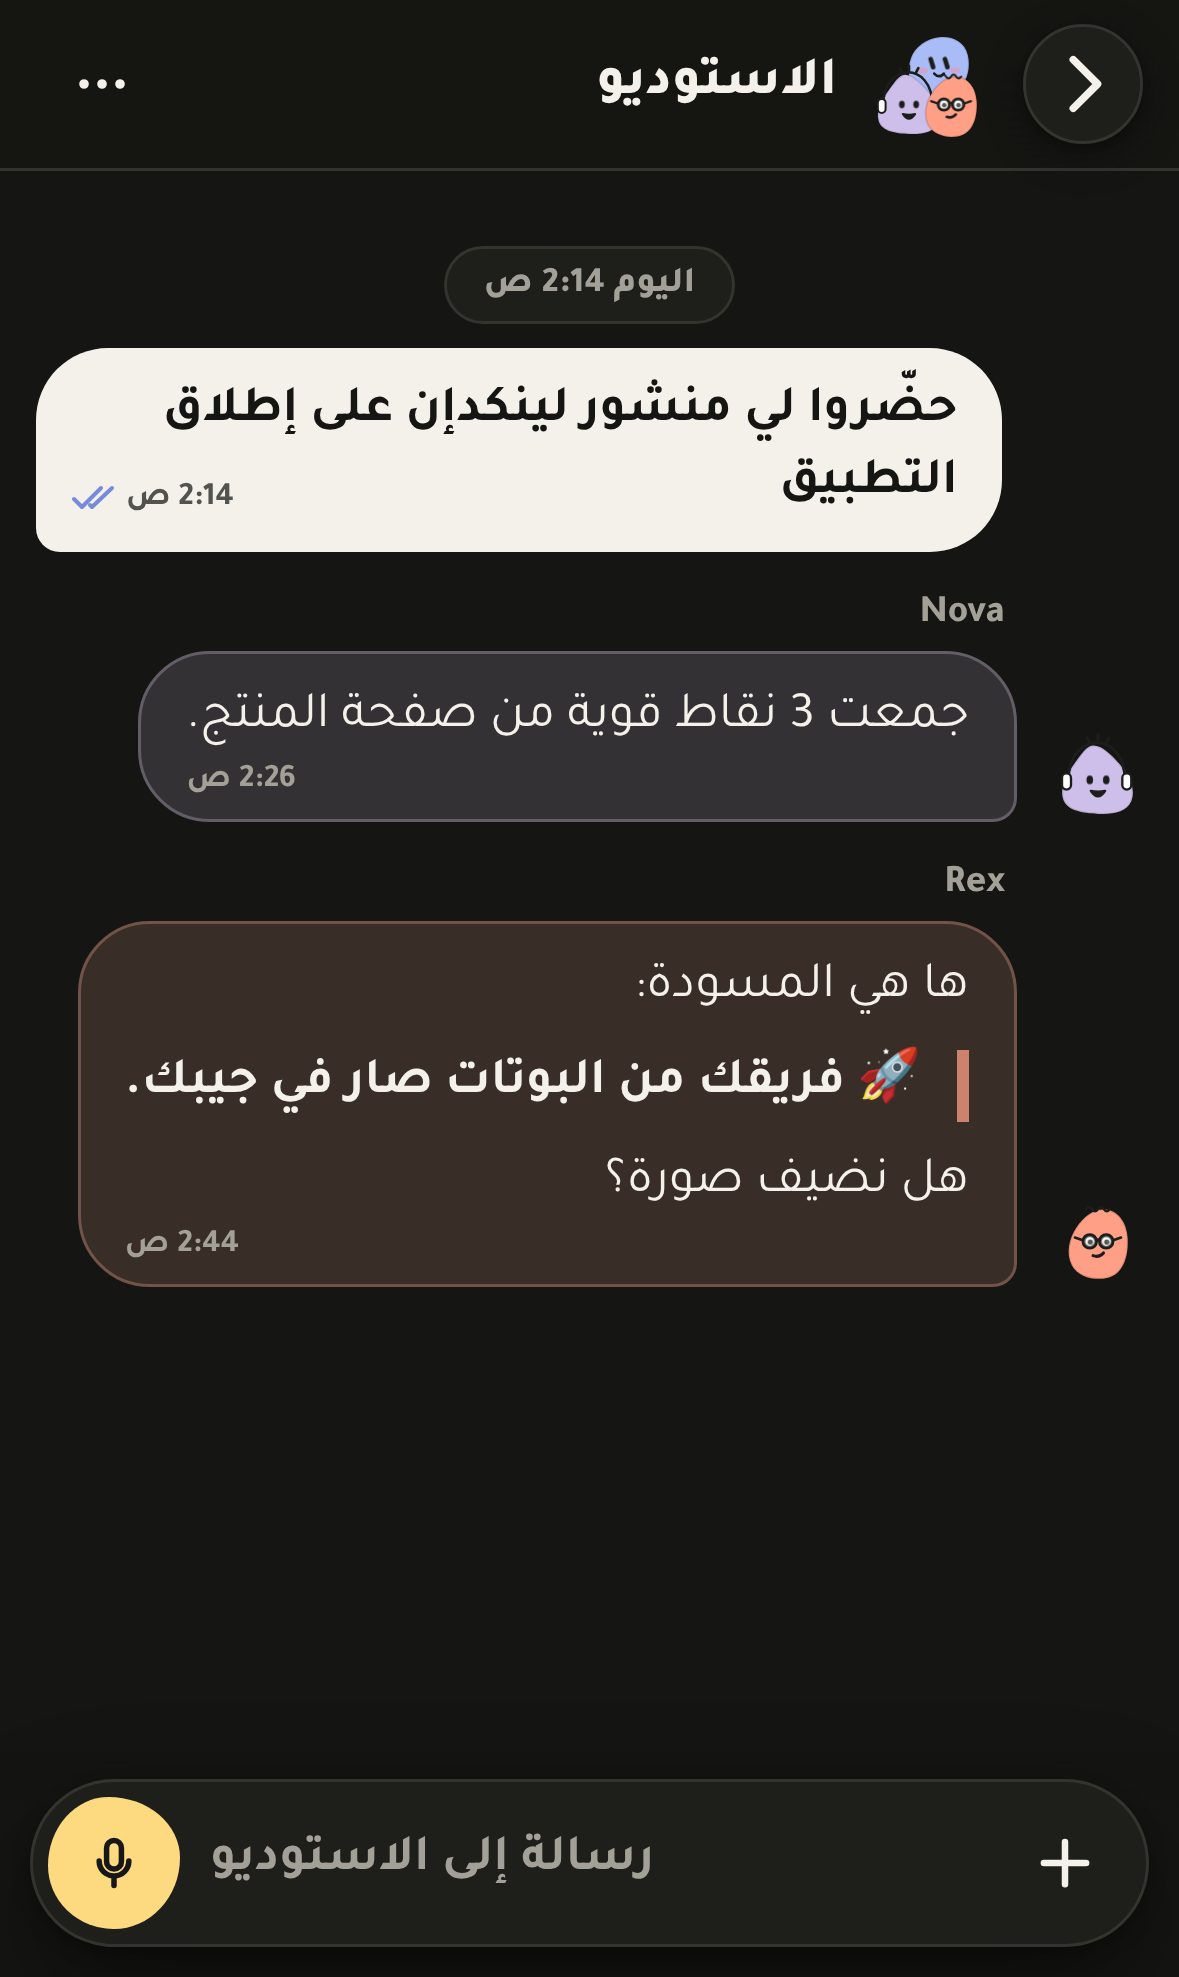 الاستوديو
اليوم 2:14 ص
حضّروا لي منشور لينكدإن على إطلاق
التطبيق
2:14 ص
Nova
جمعت 3 نقاط قوية من صفحة المنتج.
2:26 ص
Rex
ها هي المسودة:
🚀 فريقك من البوتات صار في جيبك.
هل نضيف صورة؟
2:44 ص
رسالة إلى الاستوديو